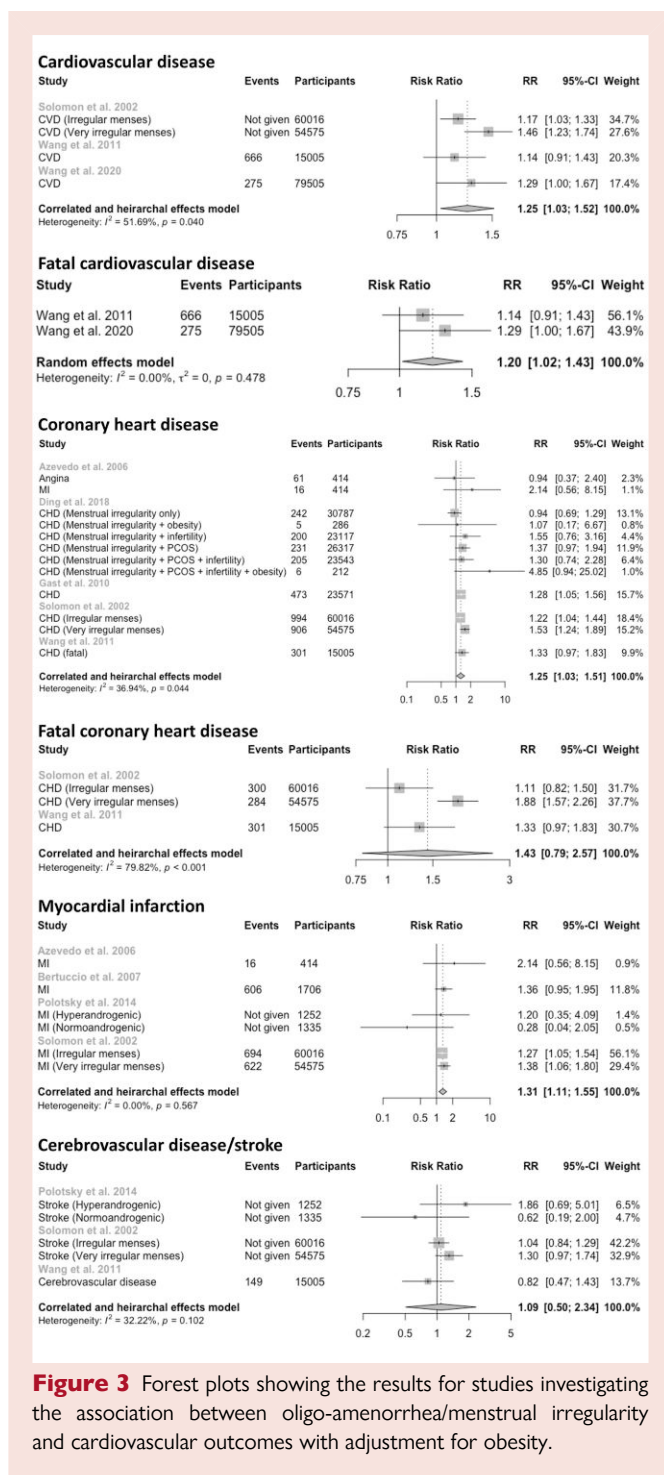 Cardiovascular disease
Study Events Participants Risk Ratio RR 95%-CI Weight
Solomon et al. 2002
CVD (Irregular menses) Not given 60016 1.17 [1.03; 1.33] 34.7%
CVD (Very irregular menses) Not given 54575 1.46 [1.23; 1.74] 27.6%
Wang et al. 2011
CVD 666 15005 1.14 [0.91; 1.43] 20.3%
Wang et al. 2020
CVD 275 79505 1.29 [1.00; 1.67] 17.4%
Correlated and heirarhal effects model 1.25 [1.03; 1.52] 100.0%
Heterogeneity: I² = 51.69%, p = 0.040
0.75 1 1.5
Fatal cardiovascular disease
Study Events Participants Risk Ratio RR 95%-CI Weight
Wang et al. 2011 666 15005 1.14 [0.91; 1.43] 56.1%
Wang et al. 2020 275 79505 1.29 [1.00; 1.67] 43.9%
Random effects model 1.20 [1.02; 1.43] 100.0%
Heterogeneity: I² = 0.00%, τ² = 0, p = 0.478
0.75 1 1.5
Coronary heart disease
Study Events Participants Risk Ratio RR 95%-CI Weight
Azevedo et al. 2006
Angina 61 414 0.94 [0.37; 2.40] 2.3%
MI 16 414 2.14 [0.56; 8.15] 1.1%
Ding et al. 2018
CHD (Menstrual irregularity only) 242 30787 0.94 [0.69; 1.29] 13.1%
CHD (Menstrual irregularity + obesity) 5 286 1.07 [0.17; 6.67] 0.8%
CHD (Menstrual irregularity + infertility) 200 23117 1.55 [0.76; 3.16] 4.4%
CHD (Menstrual irregularity + PCOS) 231 26317 1.37 [0.97; 1.94] 11.9%
CHD (Menstrual irregularity + PCOS + infertility) 205 23543 1.30 [0.74; 2.28] 6.4%
CHD (Menstrual irregularity + PCOS + infertility + obesity) 6 212 4.85 [0.94; 25.02] 1.0%
Gast et al. 2010
CHD 473 23571 1.28 [1.05; 1.56] 15.7%
Solomon et al. 2002
CHD (Irregular menses) 994 60016 1.22 [1.04; 1.44] 18.4%
CHD (Very irregular menses) 906 54575 1.53 [1.24; 1.89] 15.2%
Wang et al. 2011
CHD (fatal) 301 15005 1.33 [0.97; 1.83] 9.9%
Correlated and heirarchal effects model 1.25 [1.03; 1.51] 100.0%
Heterogeneity: I² = 36.94%, p = 0.044
0.1 0.5 1 2 10
Fatal coronary heart disease
Study Events Participants Risk Ratio RR 95%-CI Weight
Solomon et al. 2002
CHD (Irregular menses) 300 60016 1.11 [0.82; 1.50] 31.7%
CHD (Very irregular menses) 284 54575 1.88 [1.57; 2.26] 37.7%
Wang et al. 2011
CHD 301 15005 1.33 [0.97; 1.83] 30.7%
Correlated and heirarchal effects model 1.43 [0.79; 2.57] 100.0%
Heterogeneity: I² = 79.82%, p < 0.001
0.75 1 1.5 3
Myocardial infarction
Study Events Participants Risk Ratio RR 95%-CI Weight
Azevedo et al. 2006
MI 16 414 2.14 [0.56; 8.15] 0.9%
Bertuccio et al. 2007
MI 606 1706 1.36 [0.95; 1.95] 11.8%
Polotsky et al. 2014
MI (Hyperandrogenic) Not given 1252 1.20 [0.35; 4.09] 1.4%
MI (Normoandrogenic) Not given 1335 0.28 [0.04; 2.05] 0.5%
Solomon et al. 2002
MI (Irregular menses) 694 60016 1.27 [1.05; 1.54] 56.1%
MI (Very irregular menses) 622 54575 1.38 [1.06; 1.80] 29.4%
Correlated and heirarchal effects model 1.31 [1.11; 1.55] 100.0%
Heterogeneity: I² = 0.00%, p = 0.567
0.1 0.5 1 2 10
Cerebrovascular disease/stroke
Study Events Participants Risk Ratio RR 95%-CI Weight
Polotsky et al. 2014
Stroke (Hyperandrogenic) Not given 1252 1.86 [0.69; 5.01] 6.5%
Stroke (Normoandrogenic) Not given 1335 0.62 [0.19; 2.00] 4.7%
Solomon et al. 2002
Stroke (Irregular menses) Not given 60016 1.04 [0.84; 1.29] 42.2%
Stroke (Very irregular menses) Not given 54575 1.30 [0.97; 1.74] 32.9%
Wang et al. 2011
Cerebrovascular disease 149 15005 0.82 [0.47; 1.43] 13.7%
Correlated and heirarchal effects model 1.09 [0.50; 2.34] 100.0%
Heterogeneity: I² = 32.22%, p = 0.102
0.2 0.5 1 2 5
Figure 3 Forest plots showing the results for studies investigating
the association between oligo-amenorrhea/menstrual irregularity
and cardiovascular outcomes with adjustment for obesity.